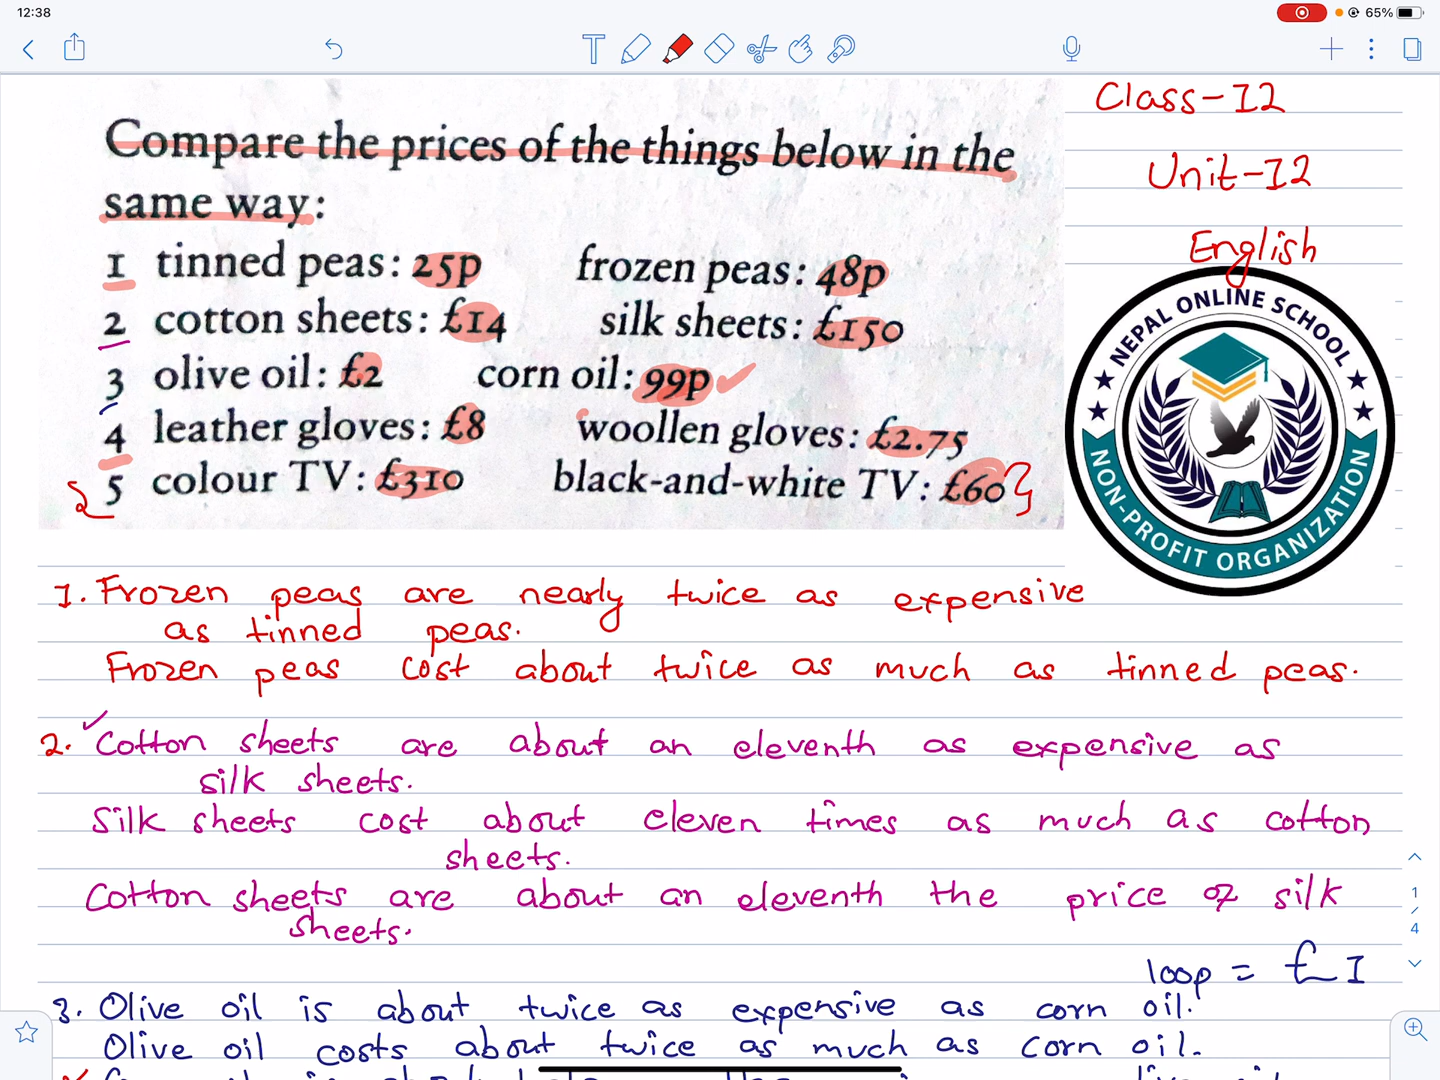 12:38
65%
Class-12
Unit-12
English
Compare the prices of the things below in the
same way:
1 tinned peas: 25p frozen peas: 48p
2 cotton sheets: £14 silk sheets: £150
3 olive oil: £2 corn oil: 99p
4 leather gloves: £8 woollen gloves: £2.75
5 colour TV: £310 black-and-white TV: £60
NEPAL ONLINE SCHOOL
NON-PROFIT ORGANIZATION
1. Frozen peas are nearly twice as expensive
as tinned peas.
Frozen peas cost about twice as much as tinned peas.
2. Cotton sheets are about an eleventh as expensive as
silk sheets.
Silk sheets cost about eleven times as much as cotton
sheets.
Cotton sheets are about an eleventh the price of silk
sheets.
100p = £1
3. Olive oil is about twice as expensive as corn oil.
Olive oil costs about twice as much as corn oil.
1
/
4